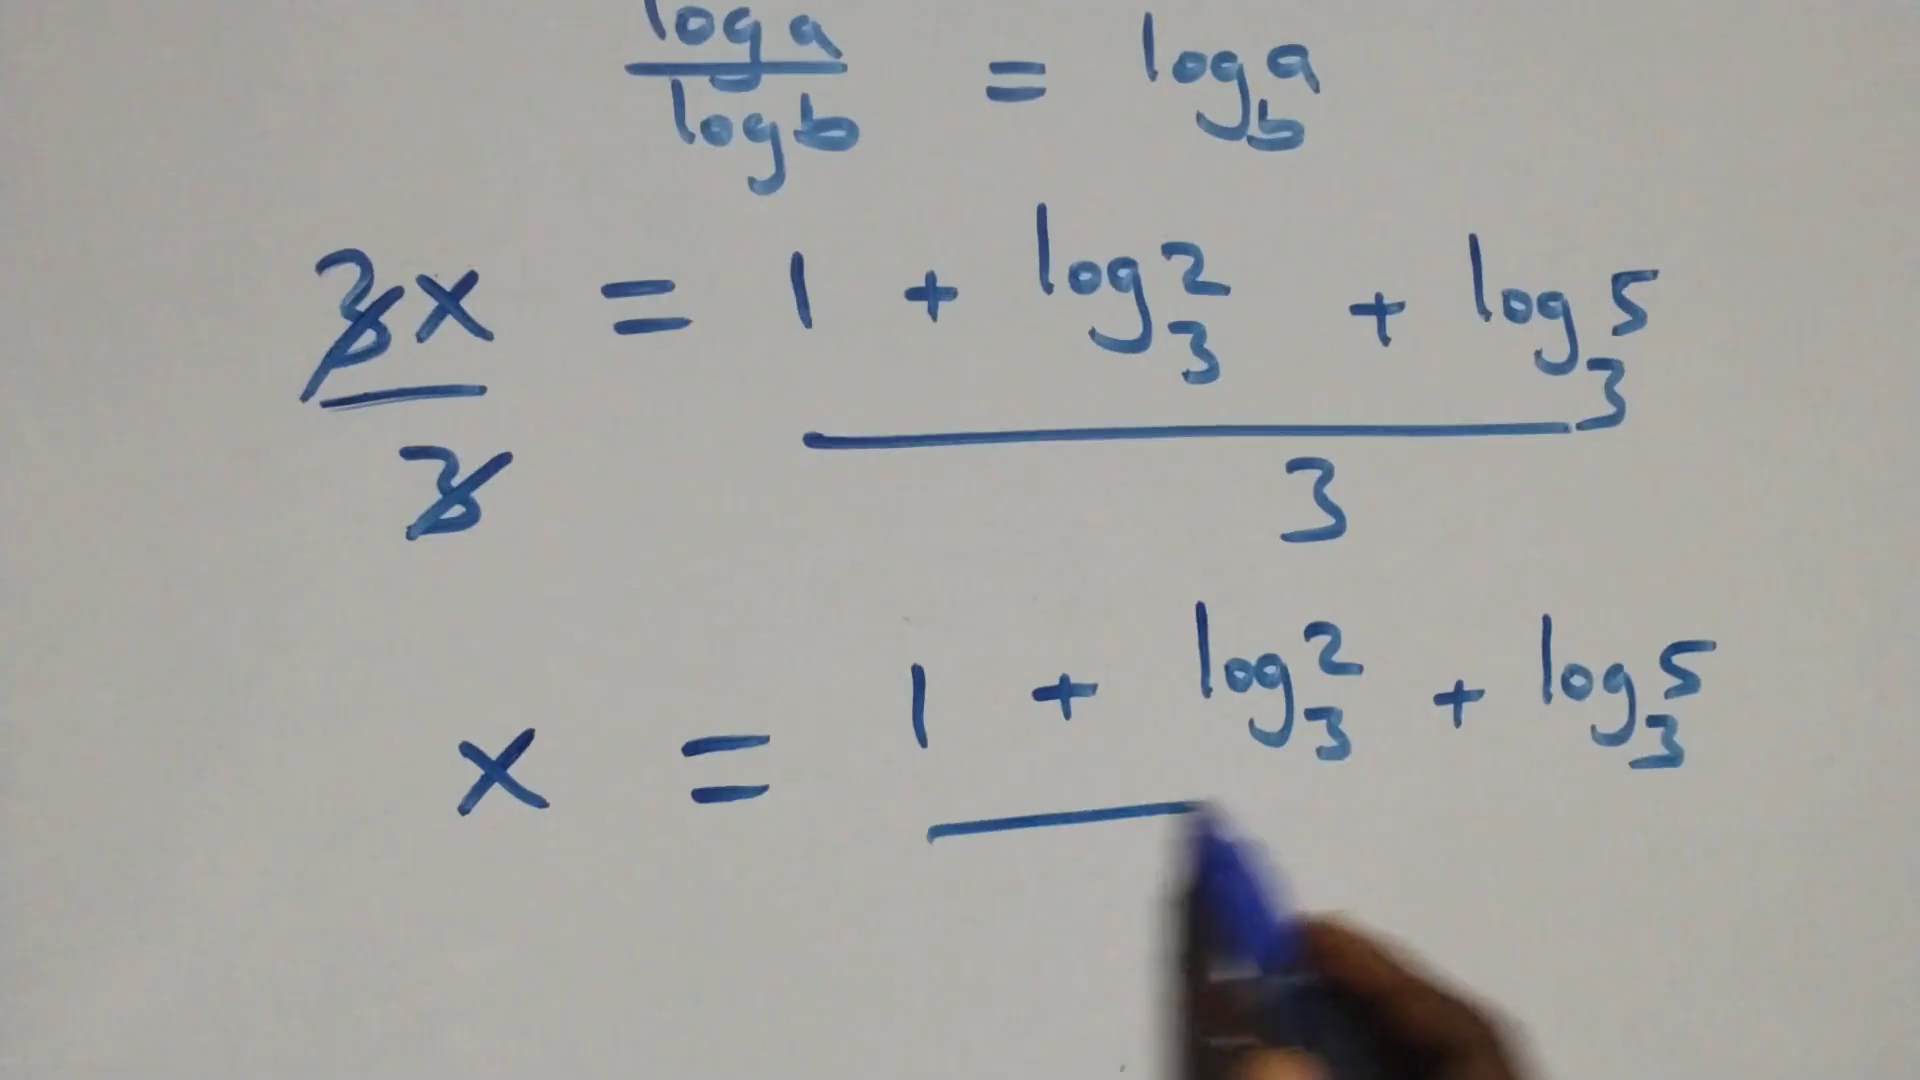 log a / log b = log_b a
3x / 3 = (1 + log_3 2 + log_3 5) / 3
x = 1 + log_3 2 + log_3 5